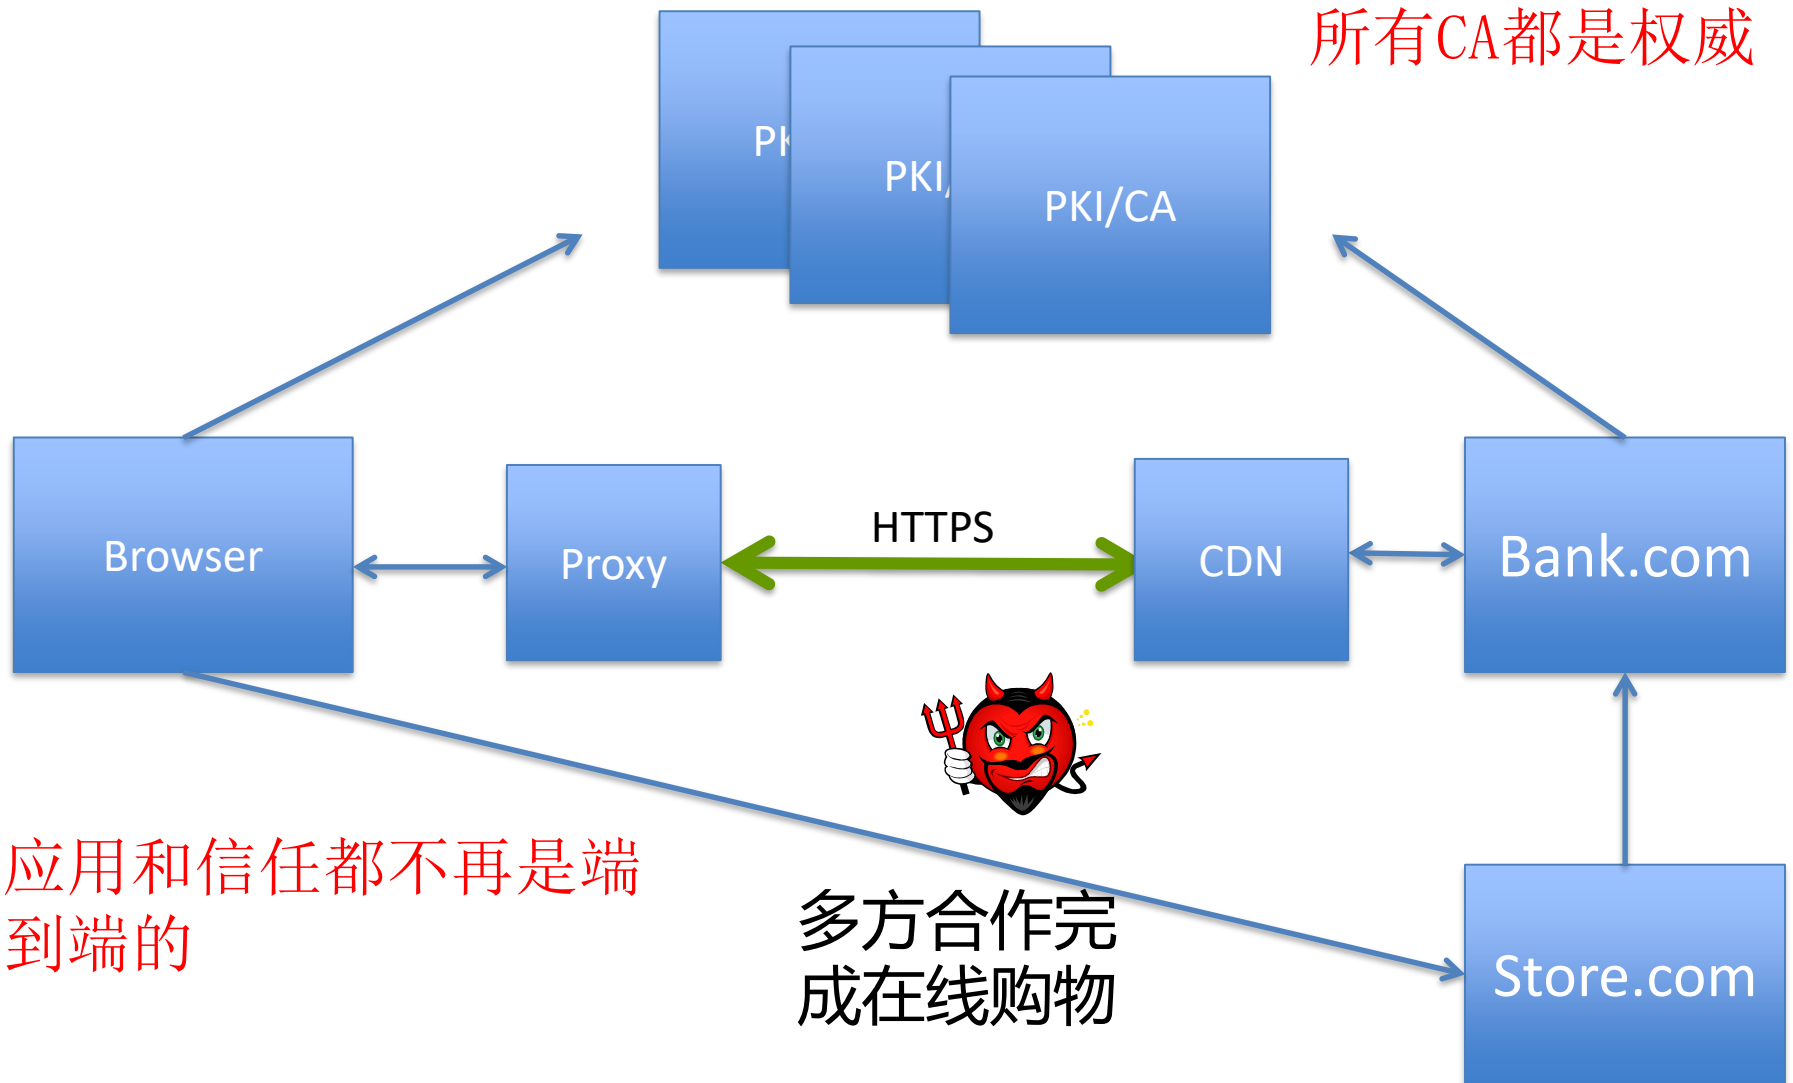 所有CA都是权威
PK
PKI/
PKI/CA
HTTPS
Browser
Proxy
CDN
Bank.com
应用和信任都不再是端
到端的
多方合作完
成在线购物
Store.com